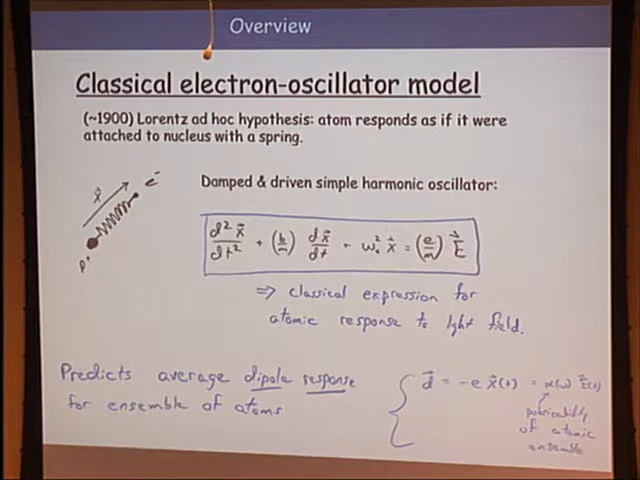 Overview
Classical electron-oscillator model
(~1900) Lorentz ad hoc hypothesis: atom responds as if it were
attached to nucleus with a spring.
x⃗
e⁻
p⁺
Damped & driven simple harmonic oscillator:
d²x⃗/dt² + (b/m) dx⃗/dt + ω₀² x⃗ = (e/m) E⃗
⇒ classical expression for
atomic response to light field.
Predicts average dipole response
for ensemble of atoms
d⃗ = -e x⃗(t) = α(ω) E⃗(t)
polarizability
of atomic
ensemble